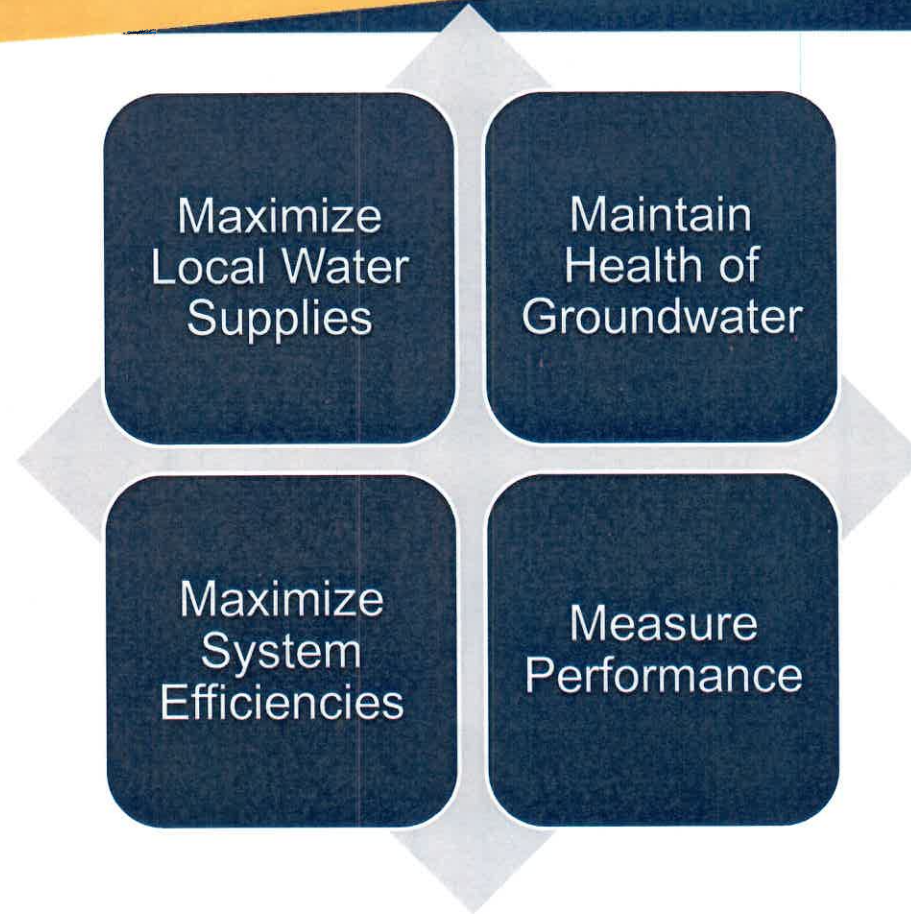 Maximize
Local Water
Supplies
Maintain
Health of
Groundwater
Maximize
System
Efficiencies
Measure
Performance